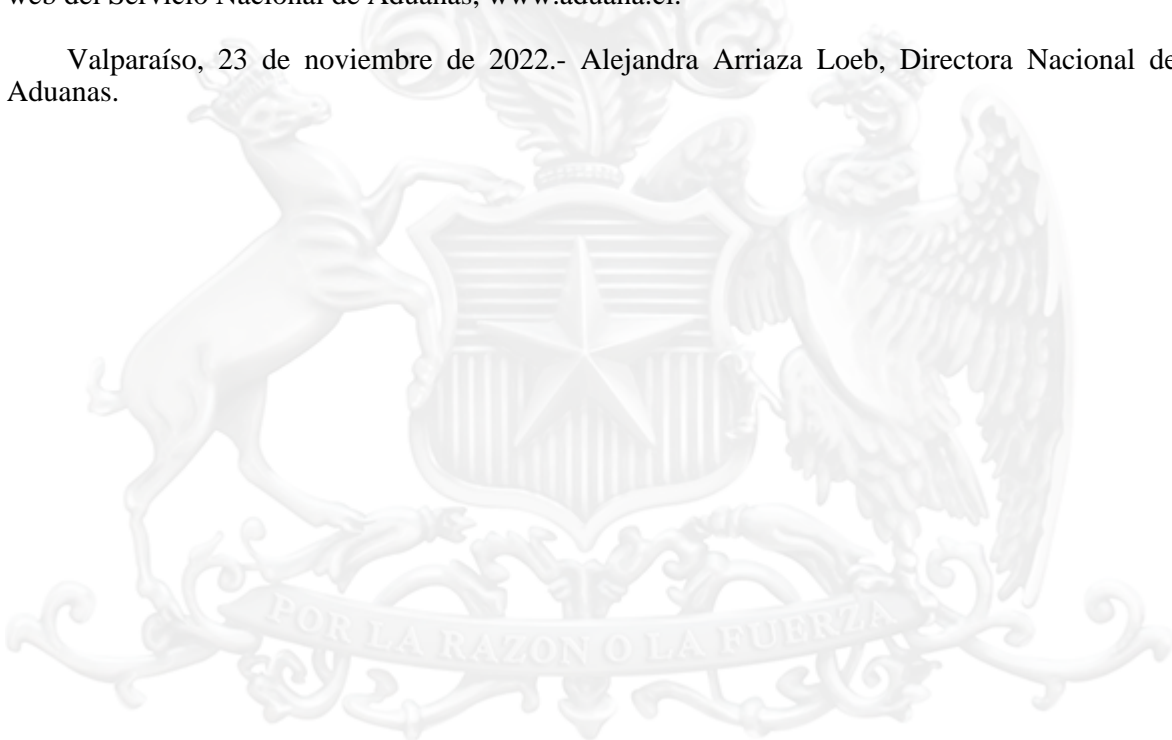 web del Servicio Nacional de Aduanas, www.aduana.cl.
Valparaíso, 23 de noviembre de 2022.- Alejandra Arriaza Loeb, Directora Nacional de
Aduanas.
POR LA RAZON O LA FUERZA